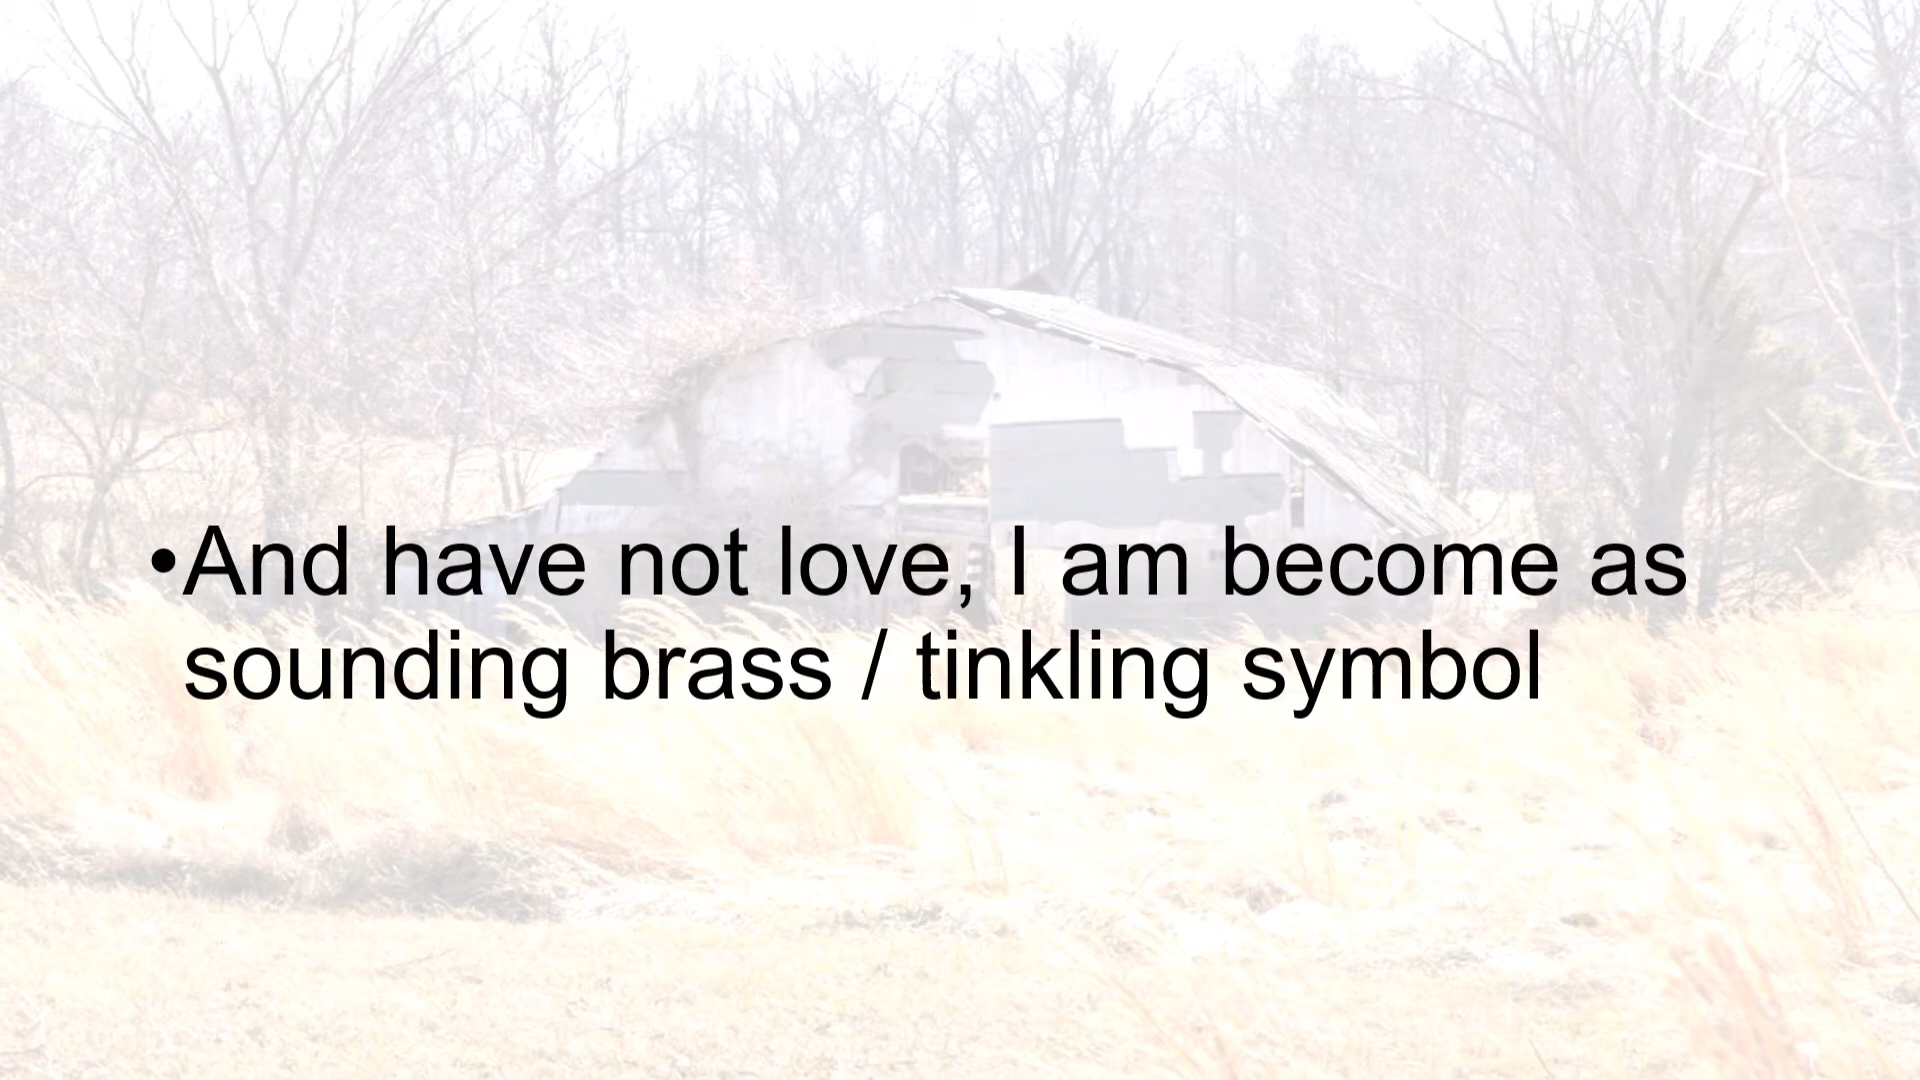 •And have not love, I am become as
sounding brass / tinkling symbol